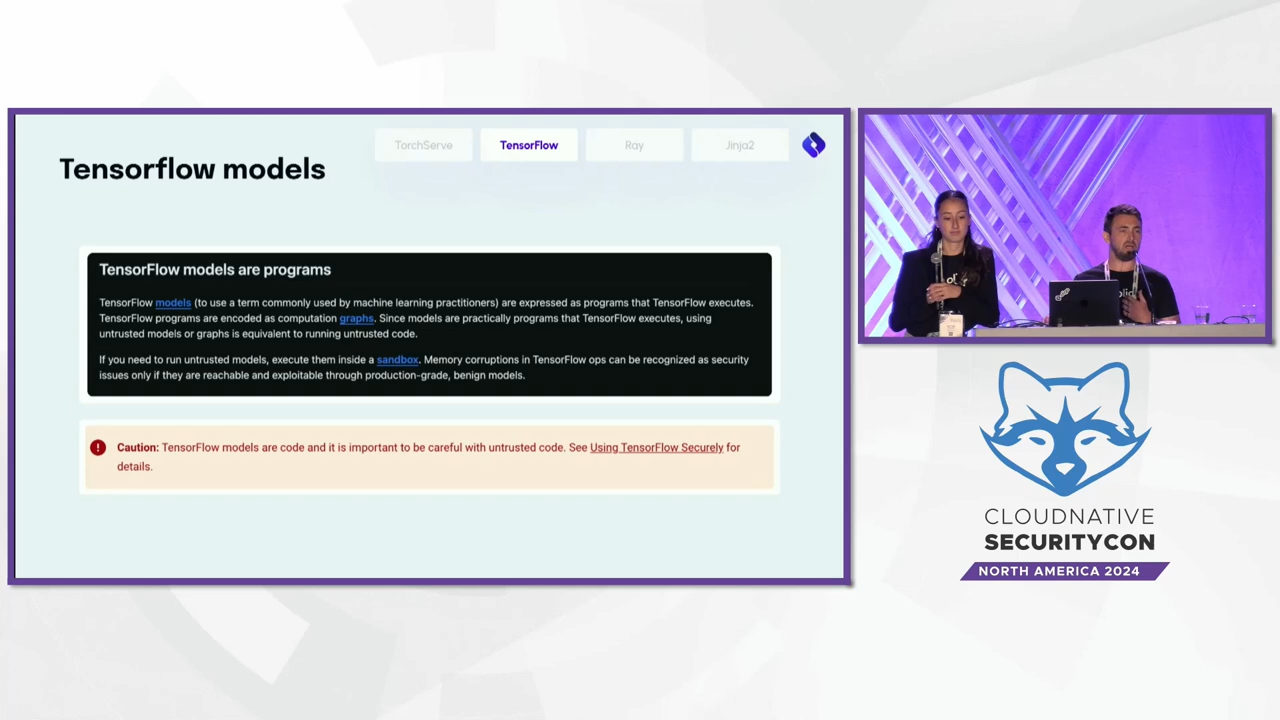 TorchServe
TensorFlow
Ray
Jinja2
Tensorflow models
TensorFlow models are programs
TensorFlow models (to use a term commonly used by machine learning practitioners) are expressed as programs that TensorFlow executes.
TensorFlow programs are encoded as computation graphs. Since models are practically programs that TensorFlow executes, using
untrusted models or graphs is equivalent to running untrusted code.
If you need to run untrusted models, execute them inside a sandbox. Memory corruptions in TensorFlow ops can be recognized as security
issues only if they are reachable and exploitable through production-grade, benign models.
Caution: TensorFlow models are code and it is important to be careful with untrusted code. See Using TensorFlow Securely for
details.
CLOUDNATIVE
SECURITYCON
NORTH AMERICA 2024